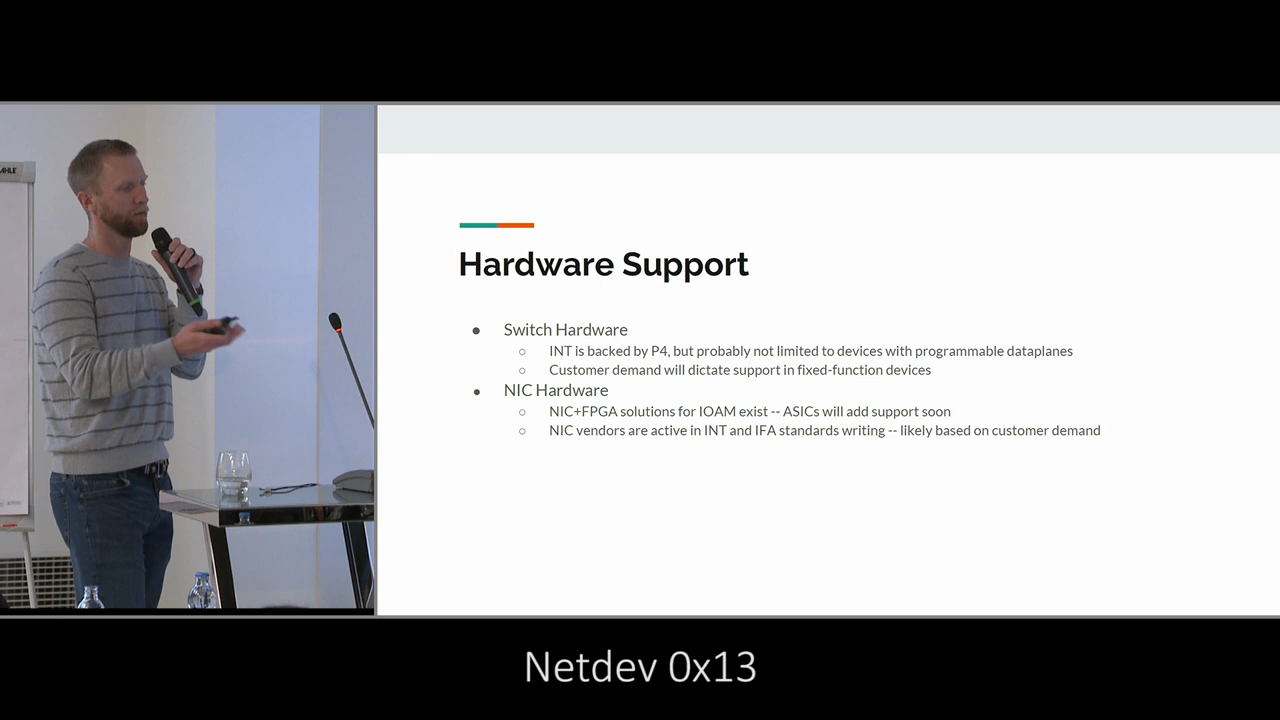 AHLE
Hardware Support
● Switch Hardware
○ INT is backed by P4, but probably not limited to devices with programmable dataplanes
○ Customer demand will dictate support in fixed-function devices
● NIC Hardware
○ NIC+FPGA solutions for IOAM exist -- ASICs will add support soon
○ NIC vendors are active in INT and IFA standards writing -- likely based on customer demand
Netdev 0x13